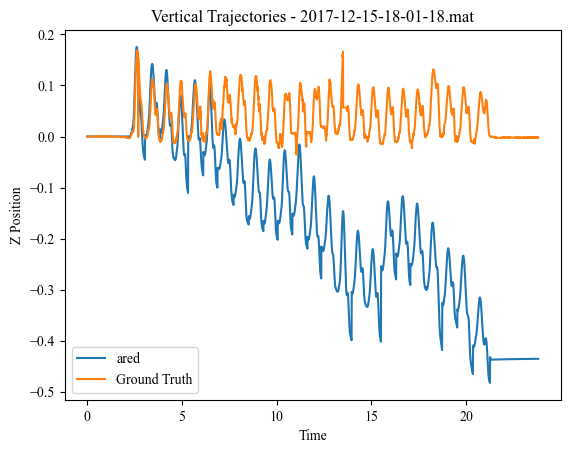 Vertical Trajectories - 2017-12-15-18-01-18.mat
0.2
0.1
0.0
−0.1
−0.2
−0.3
−0.4
−0.5
Z Position
ared
Ground Truth
0 5 10 15 20
Time